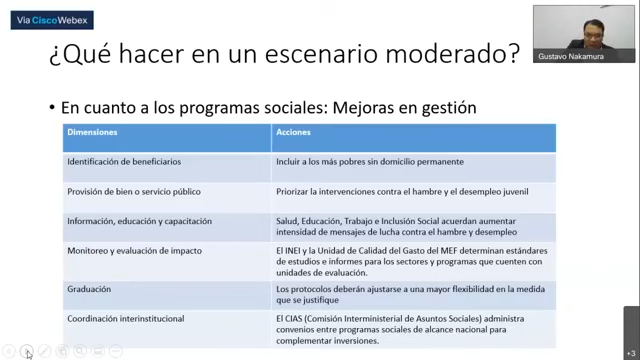 Vía Cisco Webex
¿Qué hacer en un escenario moderado?
Gustavo Nakamura
• En cuanto a los programas sociales: Mejoras en gestión
Dimensiones
Acciones
Identificación de beneficiarios
Incluir a los más pobres sin domicilio permanente
Provisión de bien o servicio público
Priorizar la intervenciones contra el hambre y el desempleo juvenil
Información, educación y capacitación
Salud, Educación, Trabajo e Inclusión Social acuerdan aumentar
intensidad de mensajes de lucha contra el hambre y desempleo
Monitoreo y evaluación de impacto
El INEI y la Unidad de Calidad del Gasto del MEF determinan estándares
de estudios e informes para los sectores y programas que cuenten con
unidades de evaluación.
Graduación
Los protocolos deberán ajustarse a una mayor flexibilidad en la medida
que se justifique
Coordinación interinstitucional
El CIAS (Comisión Interministerial de Asuntos Sociales) administra
convenios entre programas sociales de alcance nacional para
complementar inversiones.
+3